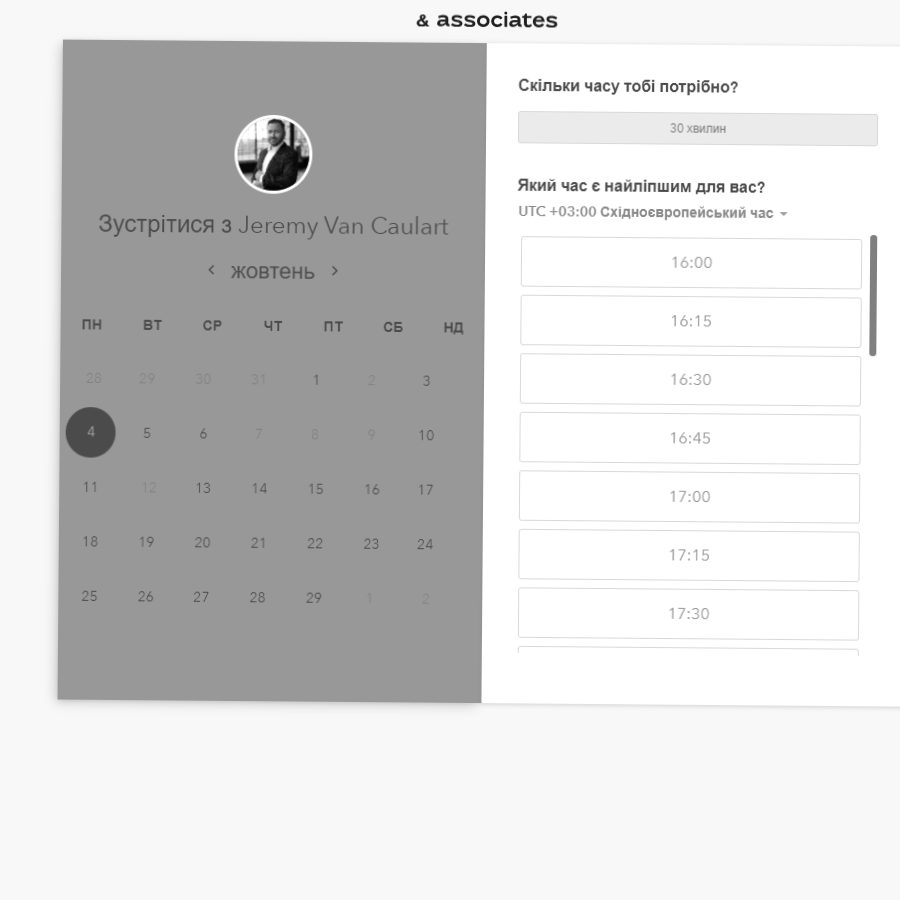 & associates
Зустрітися з Jeremy Van Caulart
жовтень
ПН ВТ СР ЧТ ПТ СБ НД
28 29 30 31 1 2 3
4 5 6 7 8 9 10
11 12 13 14 15 16 17
18 19 20 21 22 23 24
25 26 27 28 29 1 2
Скільки часу тобі потрібно?
30 хвилин
Який час є найліпшим для вас?
UTC +03:00 Східноєвропейський час
16:00
16:15
16:30
16:45
17:00
17:15
17:30